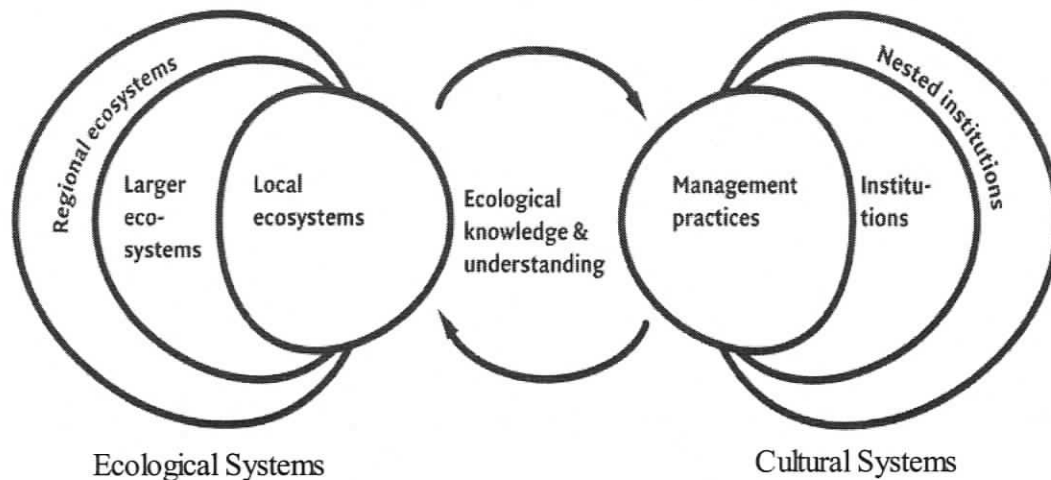 Regional ecosystems
Larger
eco-
systems
Local
ecosystems
Ecological
knowledge &
understanding
Management
practices
Institu-
tions
Nested institutions
Ecological Systems
Cultural Systems